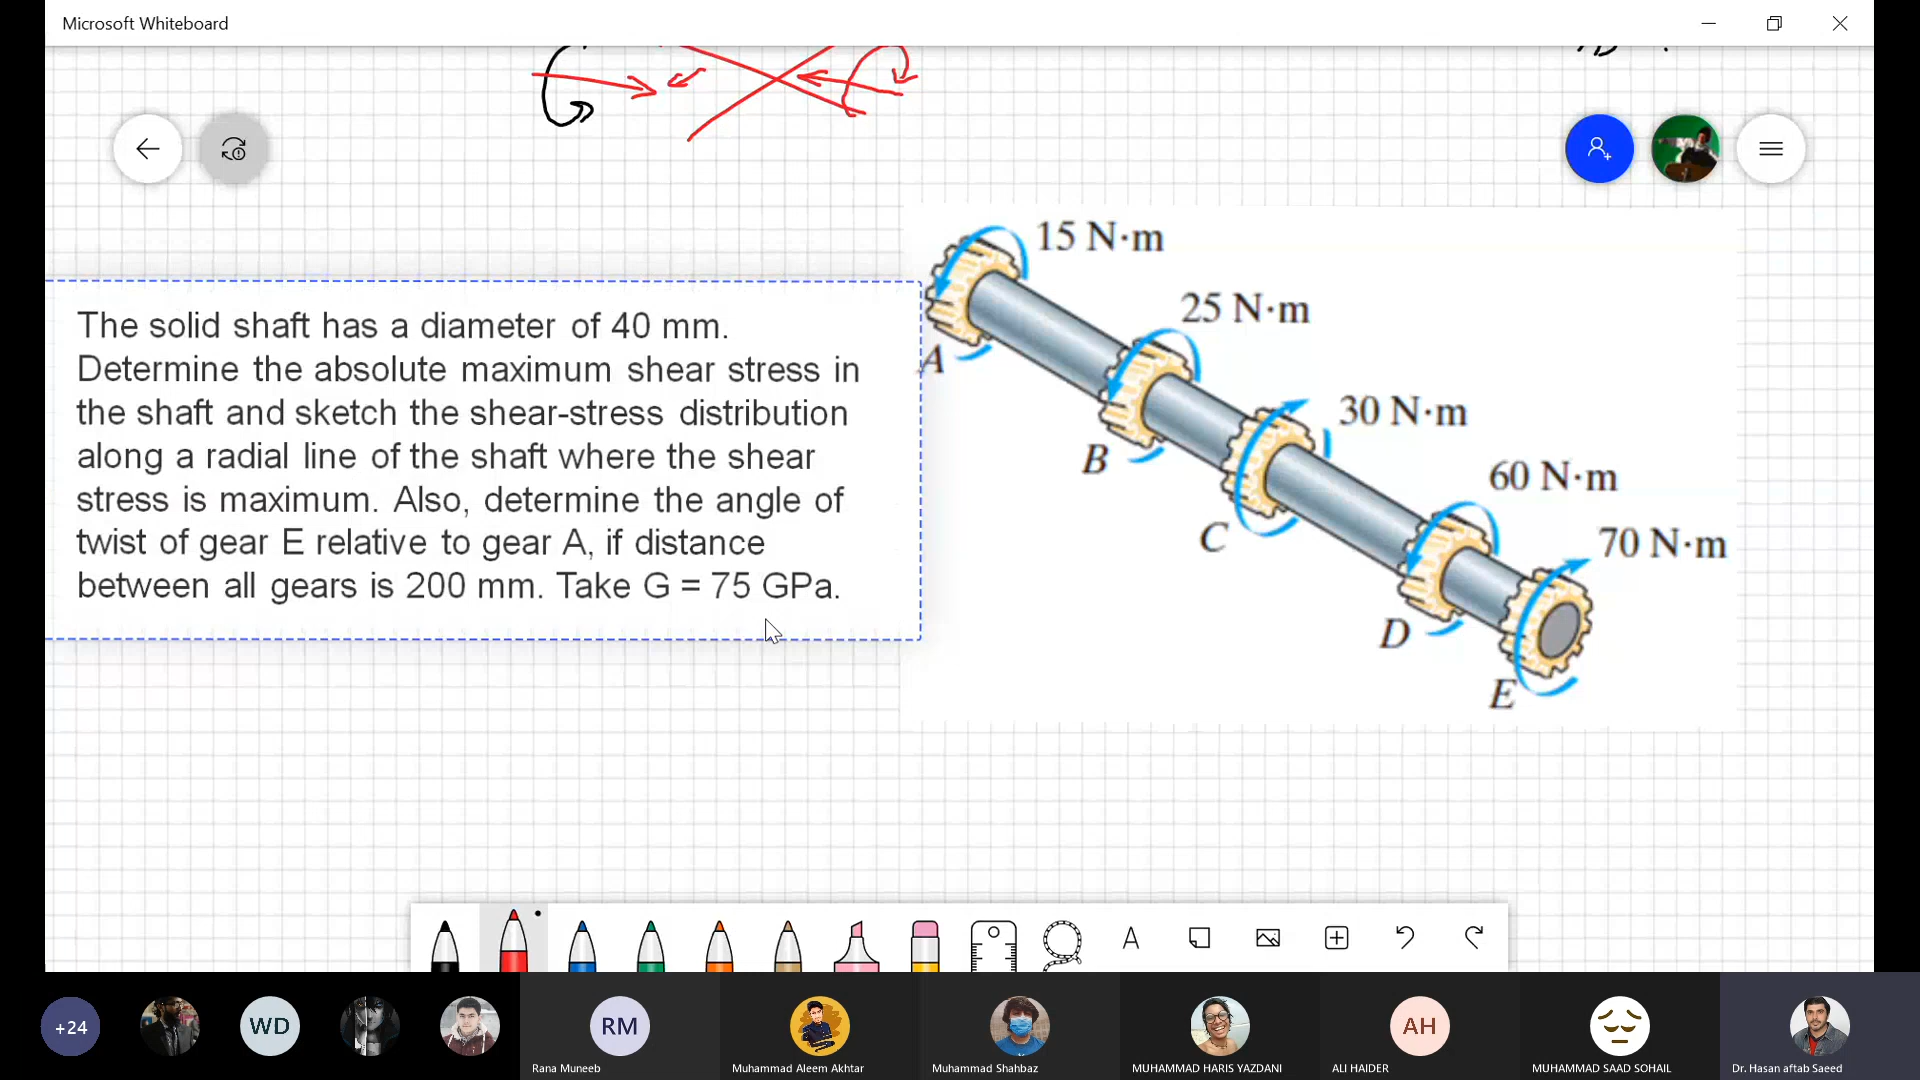 Microsoft Whiteboard
15 N·m
25 N·m
The solid shaft has a diameter of 40 mm.
Determine the absolute maximum shear stress in
the shaft and sketch the shear-stress distribution
along a radial line of the shaft where the shear
stress is maximum. Also, determine the angle of
twist of gear E relative to gear A, if distance
between all gears is 200 mm. Take G = 75 GPa.
A
30 N·m
B
60 N·m
C
70 N·m
D
E
A
+24
WD
RM
AH
Rana Muneeb
Muhammad Aleem Akhtar
Muhammad Shahbaz
MUHAMMAD HARIS YAZDANI
ALI HAIDER
MUHAMMAD SAAD SOHAIL
Dr. Hasan aftab Saeed